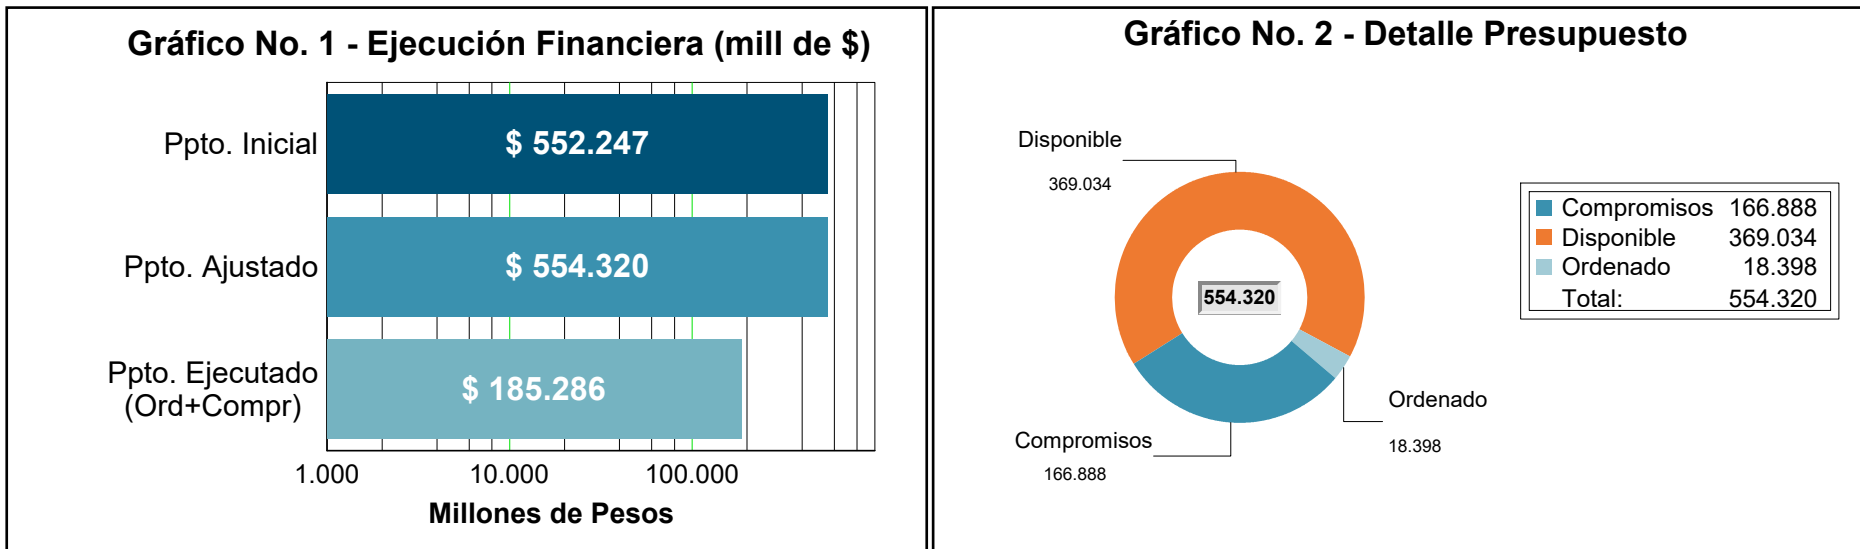 Gráfico No. 1 - Ejecución Financiera (mill de $)
Ppto. Inicial
$ 552.247
Ppto. Ajustado
$ 554.320
Ppto. Ejecutado
(Ord+Compr)
$ 185.286
1.000
10.000
100.000
Millones de Pesos
Gráfico No. 2 - Detalle Presupuesto
Disponible
369.034
554.320
Ordenado
18.398
Compromisos
166.888
Compromisos 166.888
Disponible 369.034
Ordenado 18.398
Total: 554.320